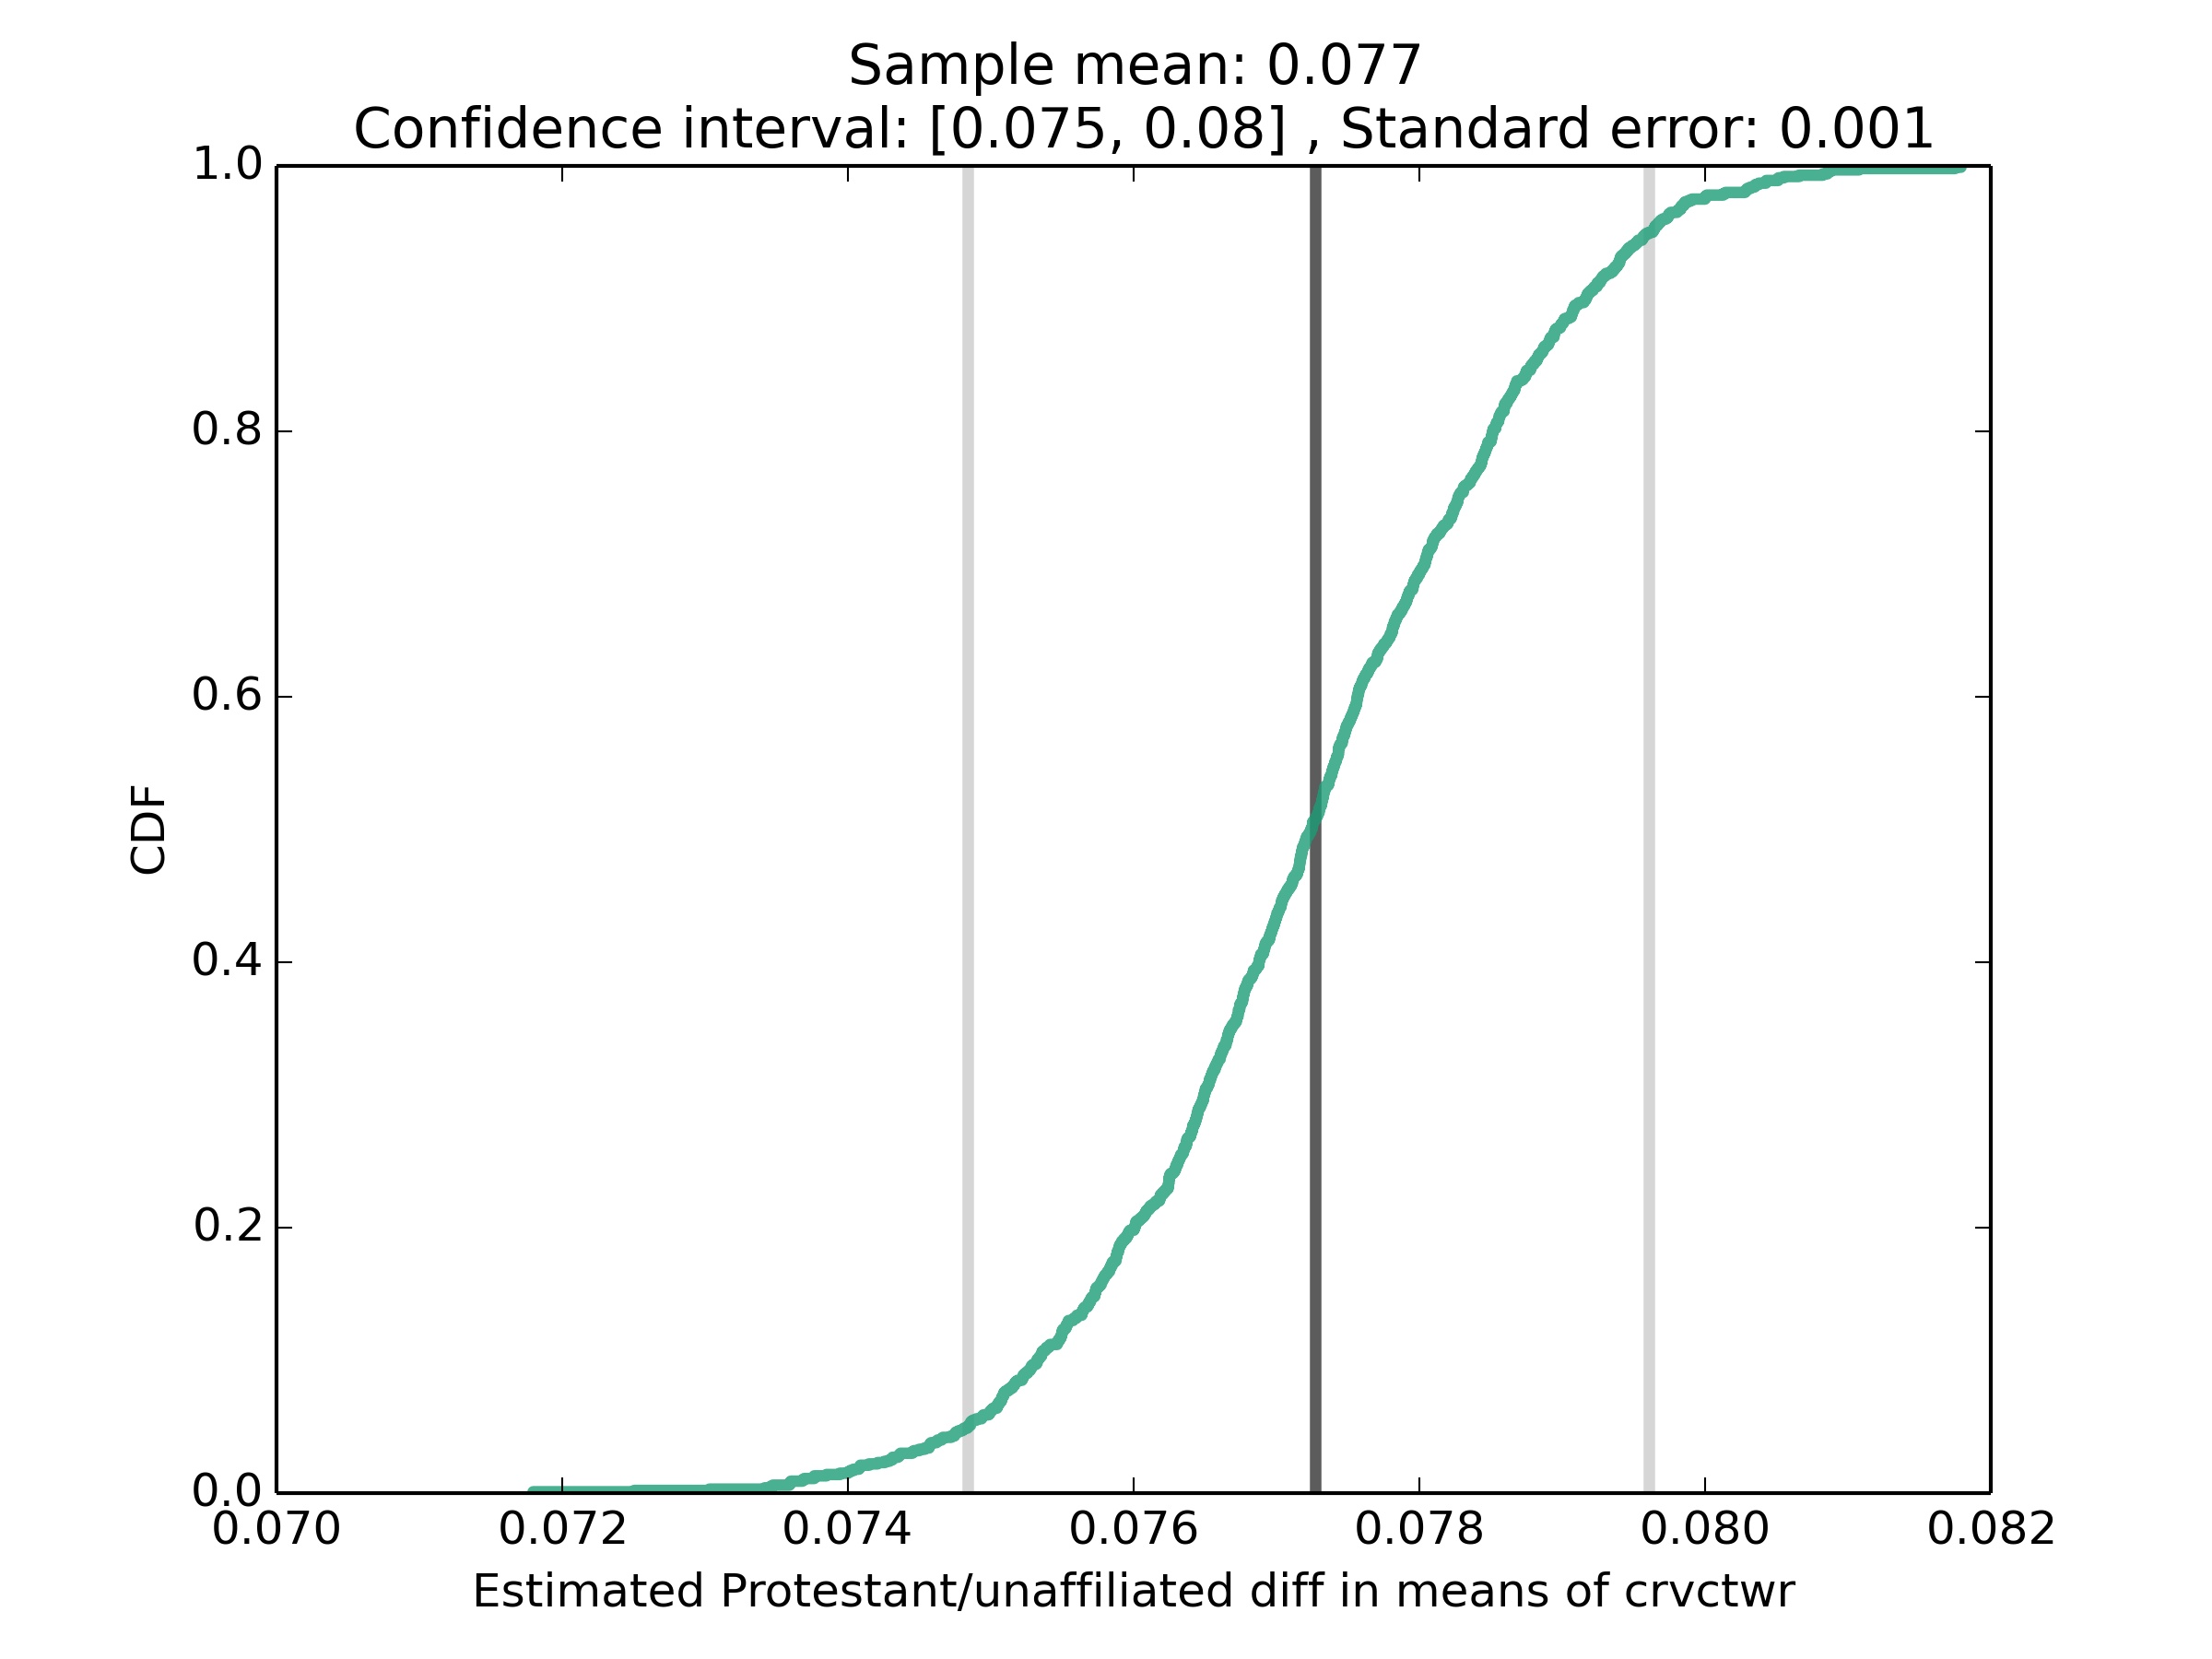 Sample mean: 0.077
Confidence interval: [0.075, 0.08] , Standard error: 0.001
1.0
0.8
0.6
0.4
0.2
0.0
CDF
0.070 0.072 0.074 0.076 0.078 0.080 0.082
Estimated Protestant/unaffiliated diff in means of crvctwr